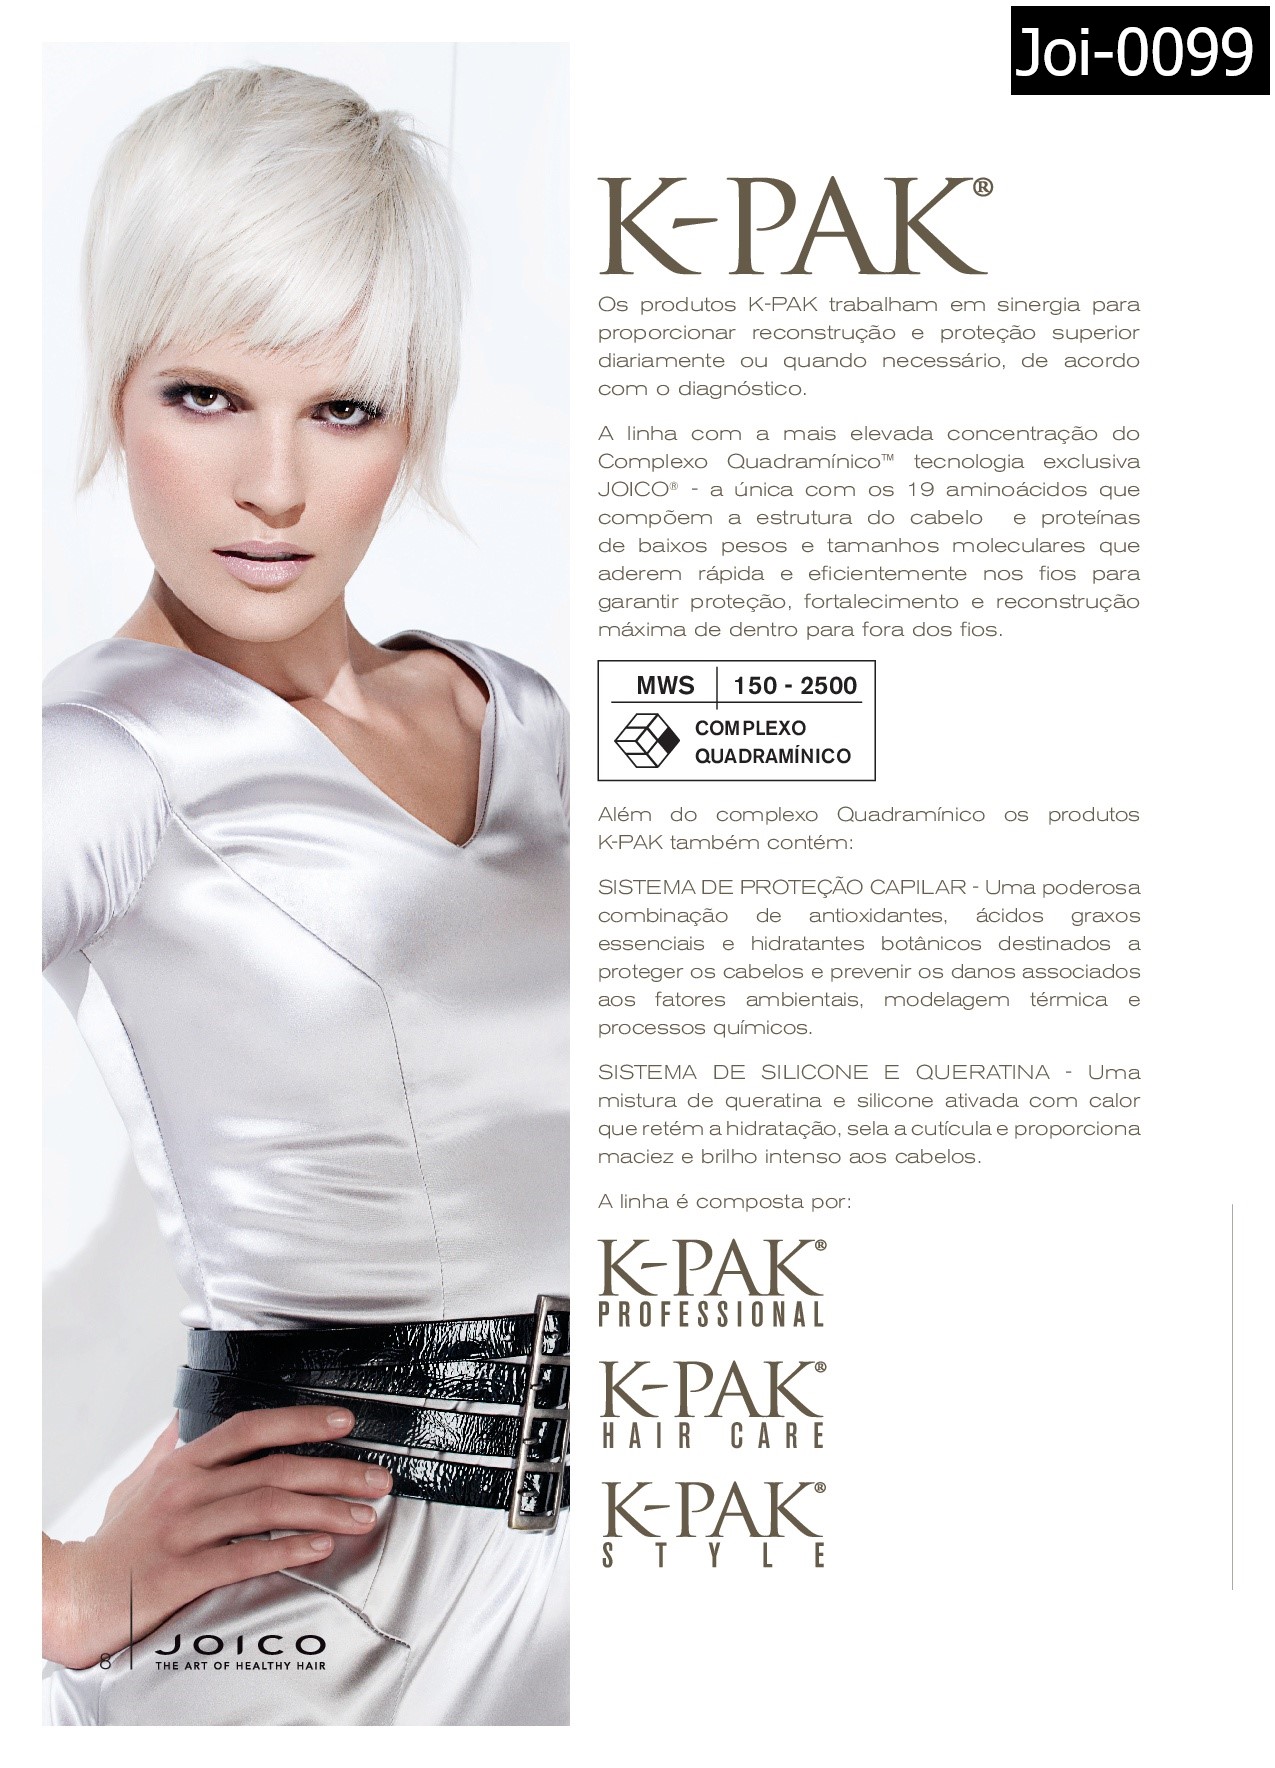 Joi-0099
K-PAK®
Os produtos K-PAK trabalham em sinergia para
proporcionar reconstrução e proteção superior
diariamente ou quando necessário, de acordo
com o diagnóstico.
A linha com a mais elevada concentração do
Complexo Quadramínico™ tecnologia exclusiva
JOICO® - a única com os 19 aminoácidos que
compõem a estrutura do cabelo e proteínas
de baixos pesos e tamanhos moleculares que
aderem rápida e eficientemente nos fios para
garantir proteção, fortalecimento e reconstrução
máxima de dentro para fora dos fios.
MWS 150 - 2500
COMPLEXO
QUADRAMÍNICO
Além do complexo Quadramínico os produtos
K-PAK também contém:
SISTEMA DE PROTEÇÃO CAPILAR - Uma poderosa
combinação de antioxidantes, ácidos graxos
essenciais e hidratantes botânicos destinados a
proteger os cabelos e prevenir os danos associados
aos fatores ambientais, modelagem térmica e
processos químicos.
SISTEMA DE SILICONE E QUERATINA - Uma
mistura de queratina e silicone ativada com calor
que retém a hidratação, sela a cutícula e proporciona
maciez e brilho intenso aos cabelos.
A linha é composta por:
K-PAK®
PROFESSIONAL
K-PAK®
HAIR CARE
K-PAK®
STYLE
8
JOICO
THE ART OF HEALTHY HAIR